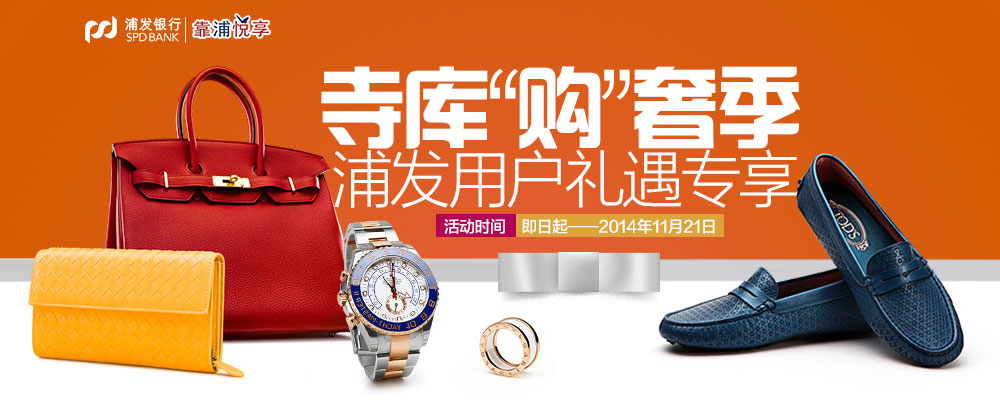 浦发银行
SPD BANK
靠浦悦享
寺库“购”奢季
浦发用户礼遇专享
活动时间 即日起——2014年11月21日
TOD'S